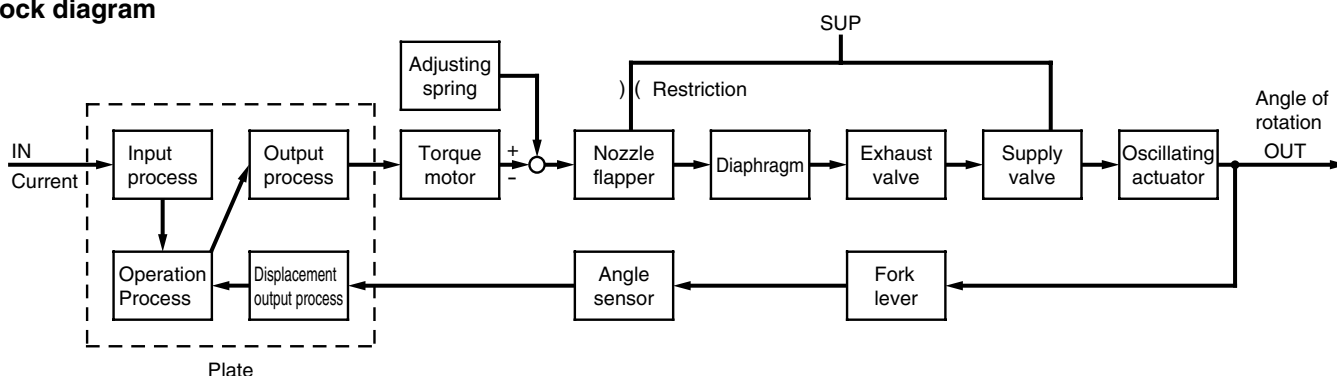 ock diagram
SUP
Adjusting
spring
)( Restriction
Angle of
rotation
IN
Current
Input
process
Output
process
Torque
motor
+
-
Nozzle
flapper
Diaphragm
Exhaust
valve
Supply
valve
Oscillating
actuator
OUT
Operation
Process
Displacement
output process
Angle
sensor
Fork
lever
Plate